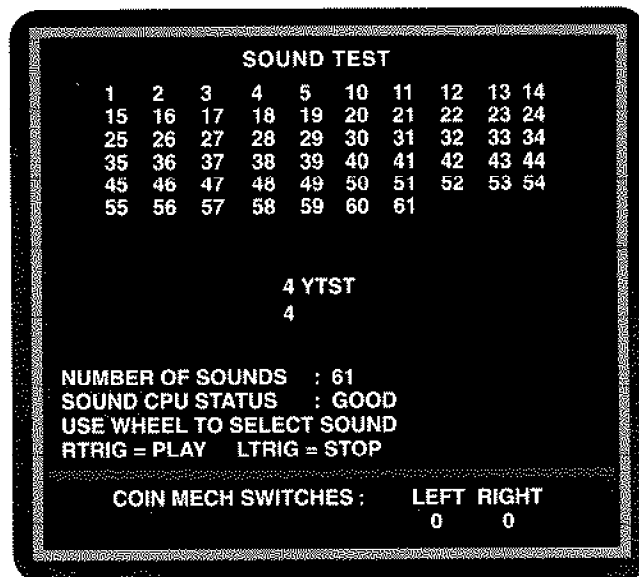 SOUND TEST
1 2 3 4 5 10 11 12 13 14
15 16 17 18 19 20 21 22 23 24
25 26 27 28 29 30 31 32 33 34
35 36 37 38 39 40 41 42 43 44
45 46 47 48 49 50 51 52 53 54
55 56 57 58 59 60 61
4 YTST
4
NUMBER OF SOUNDS : 61
SOUND CPU STATUS : GOOD
USE WHEEL TO SELECT SOUND
RTRIG = PLAY LTRIG = STOP
COIN MECH SWITCHES : LEFT RIGHT
0 0